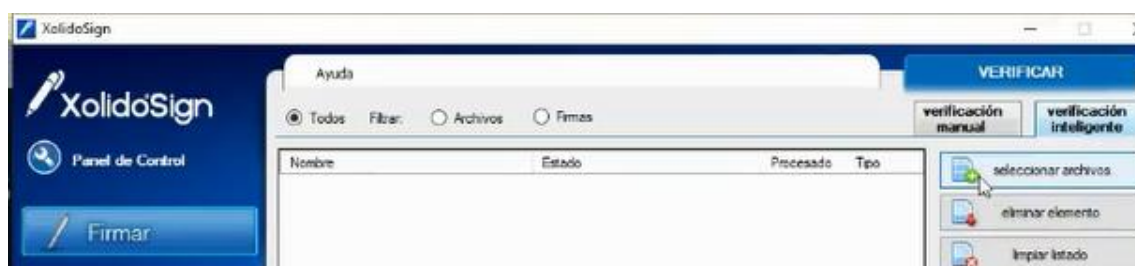 XolidoSign
XolidoSign
Panel de Control
Firmar
Ayuda
Todos Filtrar: Archivos Firmas
Nombre Estado Procesado Tipo
VERIFICAR
verificación manual
verificación inteligente
seleccionar archivos
eliminar elemento
limpiar listado